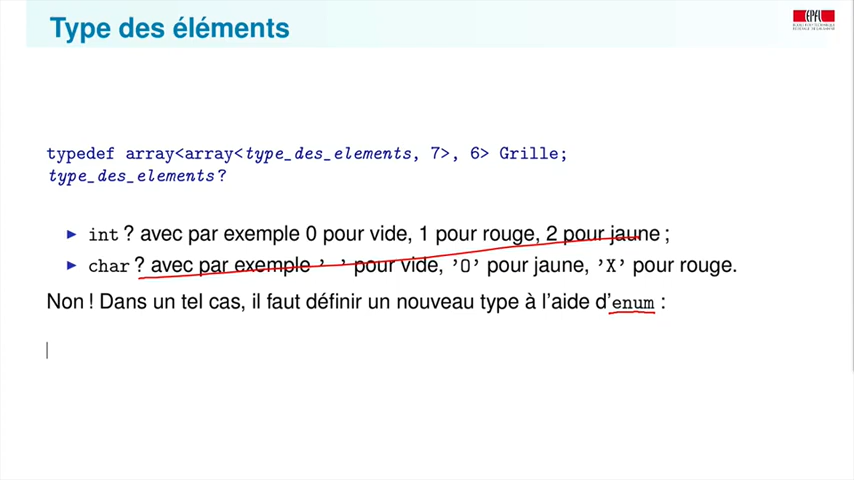 Type des éléments
EPFL
typedef array<array<type_des_elements, 7>, 6> Grille;
type_des_elements?
► int ? avec par exemple 0 pour vide, 1 pour rouge, 2 pour jaune ;
► char ? avec par exemple ’ ’ pour vide, ’O’ pour jaune, ’X’ pour rouge.
Non ! Dans un tel cas, il faut définir un nouveau type à l’aide d’enum :